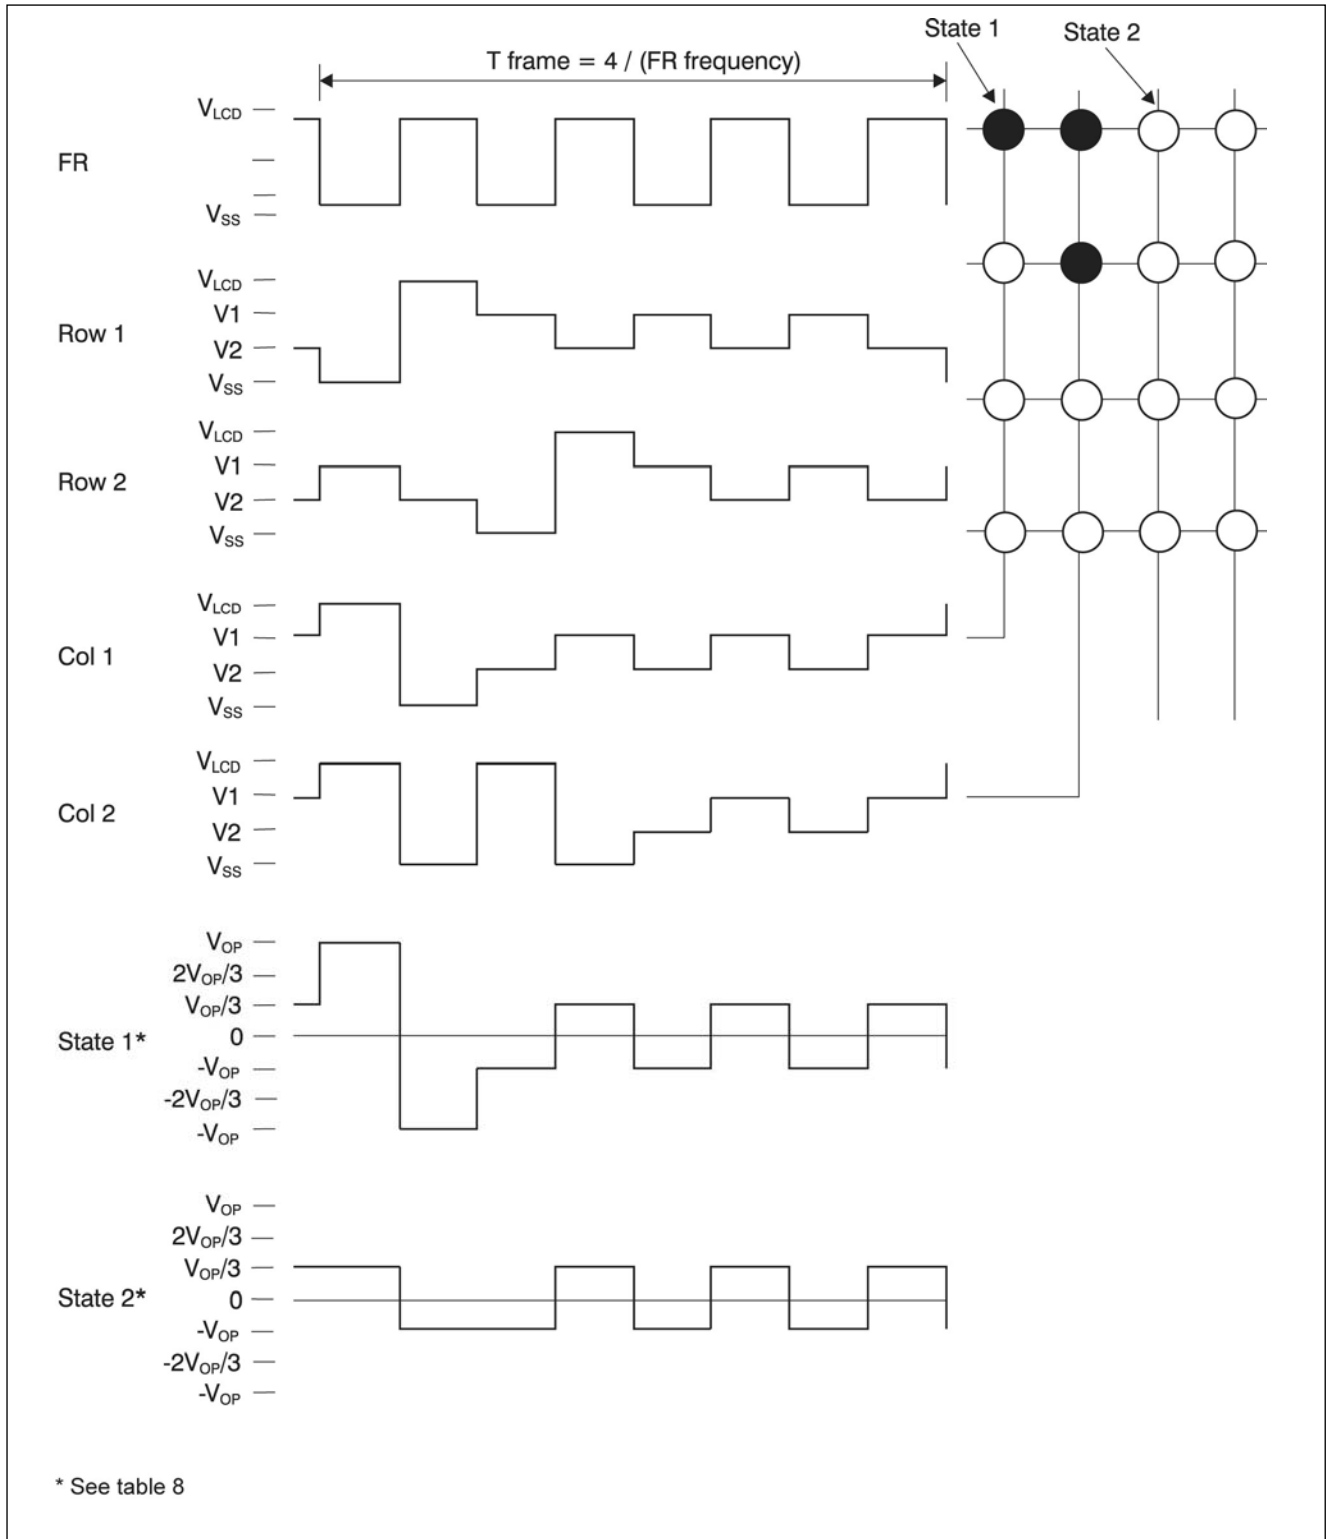 State 1
State 2
T frame = 4 / (FR frequency)
VLCD
FR
VSS
VLCD
V1
Row 1
V2
VSS
VLCD
V1
Row 2
V2
VSS
VLCD
V1
Col 1
V2
VSS
VLCD
V1
Col 2
V2
VSS
VOP
2VOP/3
VOP/3
State 1*
0
-VOP
-2VOP/3
-VOP
VOP
2VOP/3
VOP/3
State 2*
0
-VOP
-2VOP/3
-VOP
* See table 8